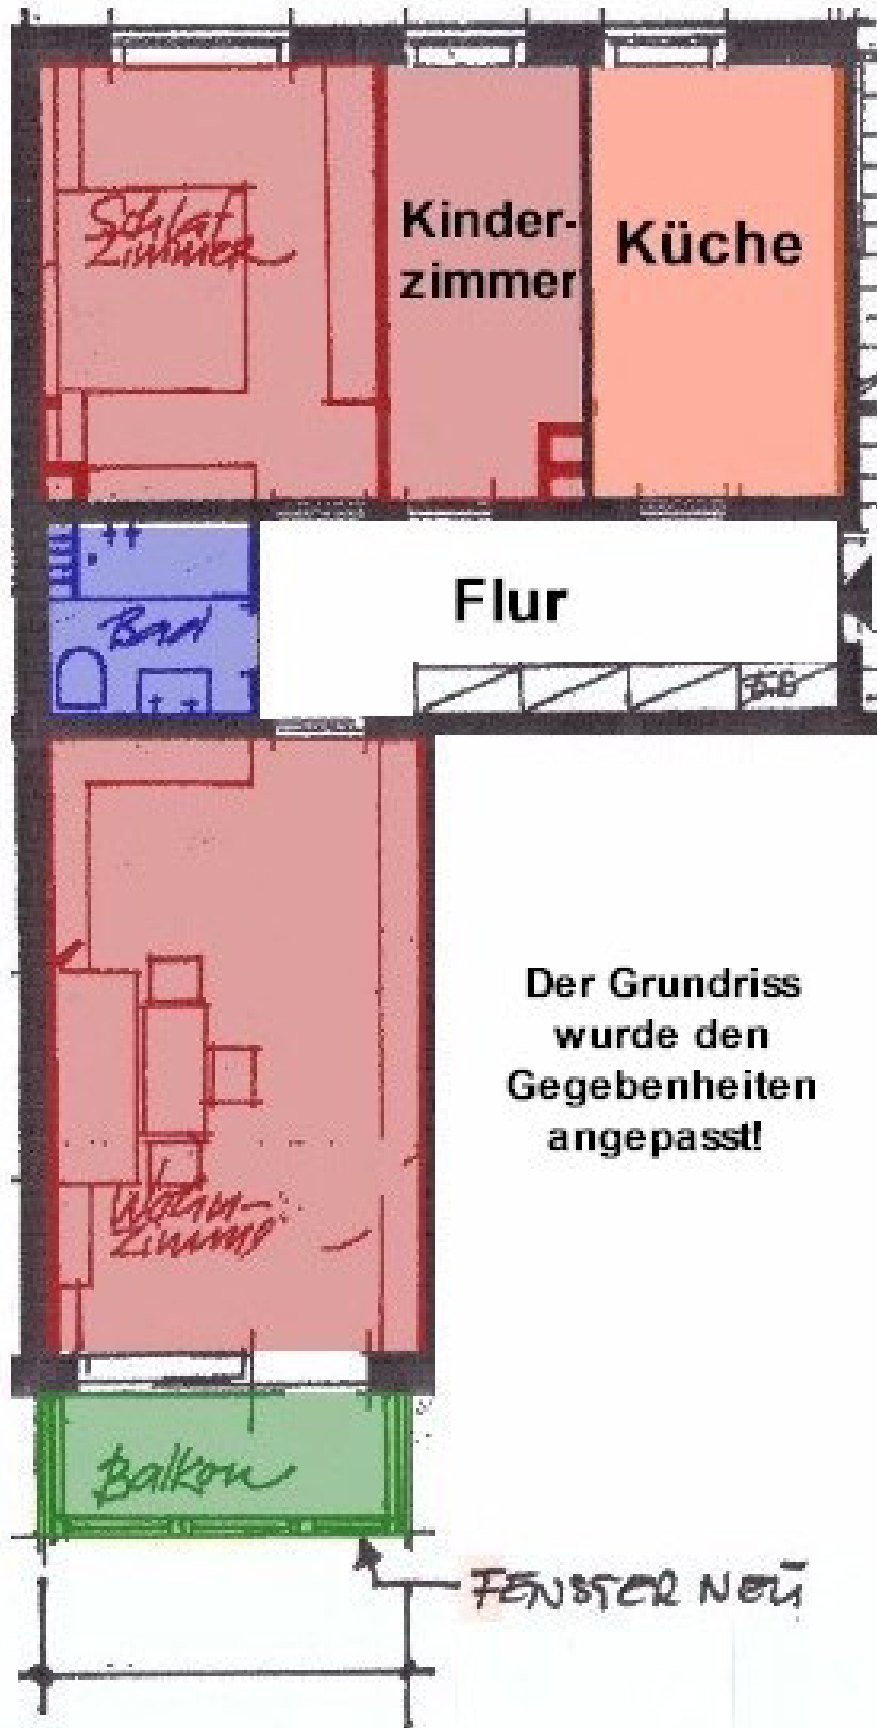 Schlaf
Zimmer
Kinder-
zimmer
Küche
Bad
Flur
Der Grundriss
wurde den
Gegebenheiten
angepasst!
Wohn-
Zimmer
Balkon
FENSTER NEU